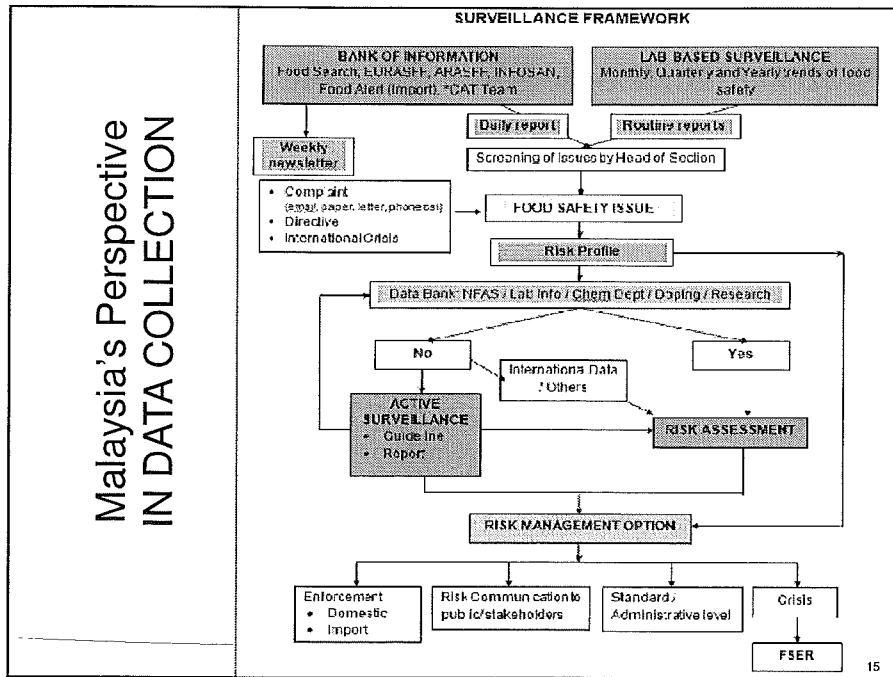 Malaysia's Perspective
IN DATA COLLECTION
SURVEILLANCE FRAMEWORK
BANK OF INFORMATION
Food Search, EURASFF, ARASFF, INFOSAN,
Food Alert (Import), *CAT Team
LAB BASED SURVEILLANCE
Monthly, Quarterly and Yearly trends of food
safety
Daily report
Routine reports
Weekly
newsletter
Screening of Issues by Head of Section
• Complaint
(email, paper, letter, phonecall)
• Directive
• International Crisis
FOOD SAFETY ISSUE
Risk Profile
Data Bank: NFAS / Lab Info / Chem Dept / Doping / Research
No
Yes
International Data
/ Others
ACTIVE
SURVEILLANCE
• Guideline
• Report
RISK ASSESSMENT
RISK MANAGEMENT OPTION
Enforcement
• Domestic
• Import
Risk Communication to
public/stakeholders
Standard /
Administrative level
Crisis
FSER
15